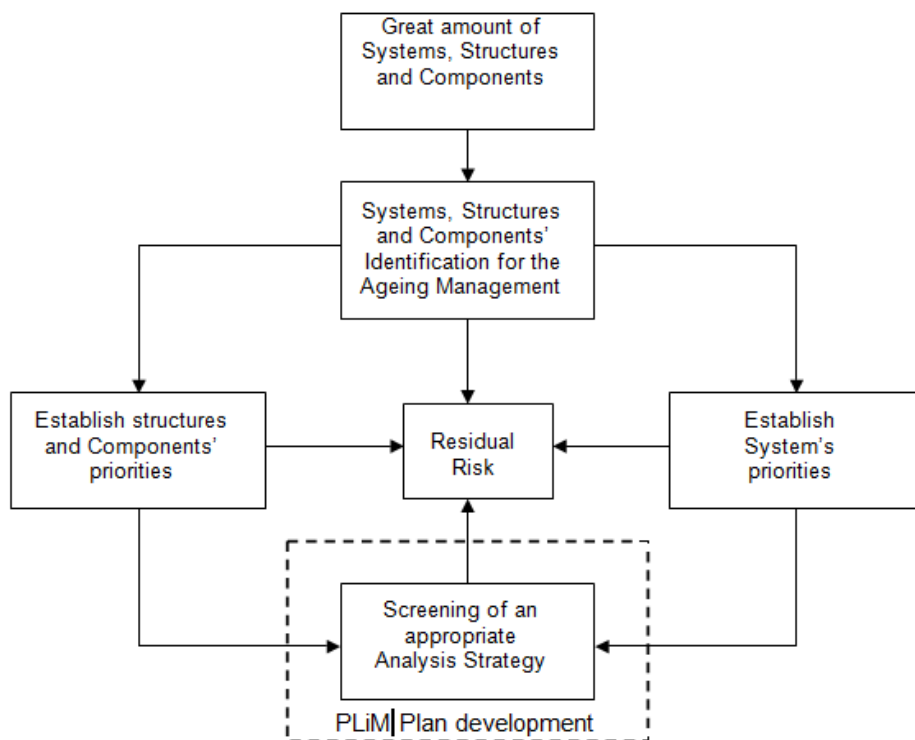 Great amount of
Systems, Structures
and Components
Systems, Structures
and Components'
Identification for the
Ageing Management
Establish structures
and Components'
priorities
Residual
Risk
Establish
System's
priorities
Screening of an
appropriate
Analysis Strategy
PLiM Plan development